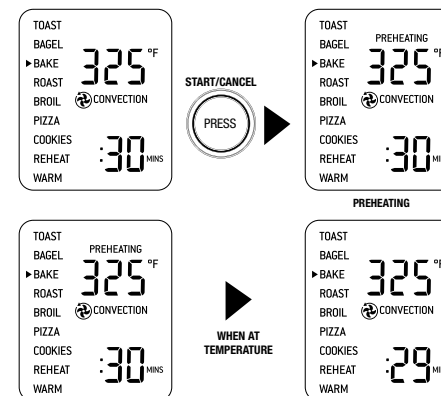 TOAST
BAGEL
BAKE
ROAST
BROIL
PIZZA
COOKIES
REHEAT
WARM
325°F
CONVECTION
:30 MINS
START/CANCEL
PRESS
TOAST
BAGEL
BAKE
ROAST
BROIL
PIZZA
COOKIES
REHEAT
WARM
PREHEATING
325°F
CONVECTION
:30
PREHEATING
TOAST
BAGEL
BAKE
ROAST
BROIL
PIZZA
COOKIES
REHEAT
WARM
PREHEATING
325°F
CONVECTION
:30 MINS
WHEN AT
TEMPERATURE
TOAST
BAGEL
BAKE
ROAST
BROIL
PIZZA
COOKIES
REHEAT
WARM
325°F
CONVECTION
:29